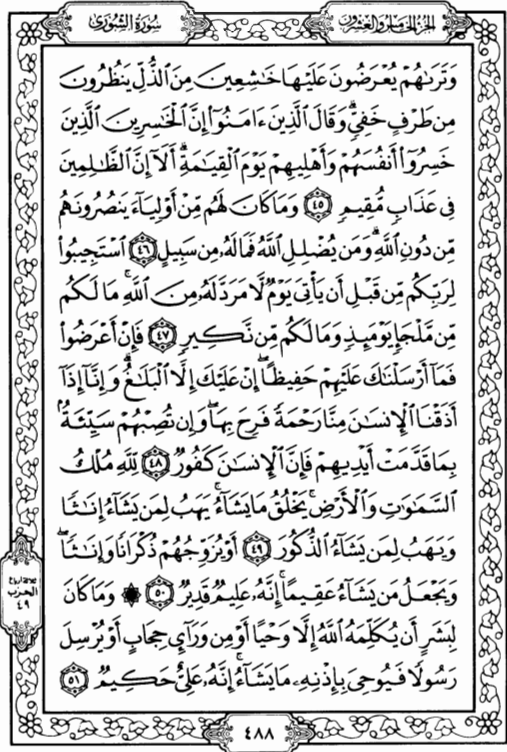 الجزء الخامس والعشرون
سورة الشورى
وَتَرَىٰهُمْ يُعْرَضُونَ عَلَيْهَا خَٰشِعِينَ مِنَ ٱلذُّلِّ يَنظُرُونَ
مِن طَرْفٍ خَفِىٍّۗ وَقَالَ ٱلَّذِينَ ءَامَنُوٓا۟ إِنَّ ٱلْخَٰسِرِينَ ٱلَّذِينَ
خَسِرُوٓا۟ أَنفُسَهُمْ وَأَهْلِيهِمْ يَوْمَ ٱلْقِيَٰمَةِۗ أَلَآ إِنَّ ٱلظَّٰلِمِينَ
فِى عَذَابٍ مُّقِيمٍ ٤٥ وَمَا كَانَ لَهُم مِّنْ أَوْلِيَآءَ يَنصُرُونَهُم
مِّن دُونِ ٱللَّهِۗ وَمَن يُضْلِلِ ٱللَّهُ فَمَا لَهُۥ مِن سَبِيلٍ ٤٦ ٱسْتَجِيبُوا۟
لِرَبِّكُم مِّن قَبْلِ أَن يَأْتِىَ يَوْمٌ لَّا مَرَدَّ لَهُۥ مِنَ ٱللَّهِۚ مَا لَكُم
مِّن مَّلْجَإٍ يَوْمَئِذٍ وَمَا لَكُم مِّن نَّكِيرٍ ٤٧ فَإِنْ أَعْرَضُوا۟
فَمَآ أَرْسَلْنَٰكَ عَلَيْهِمْ حَفِيظًاۖ إِنْ عَلَيْكَ إِلَّا ٱلْبَلَٰغُۗ وَإِنَّآ إِذَآ
أَذَقْنَا ٱلْإِنسَٰنَ مِنَّا رَحْمَةً فَرِحَ بِهَاۖ وَإِن تُصِبْهُمْ سَيِّئَةٌۢ
بِمَا قَدَّمَتْ أَيْدِيهِمْ فَإِنَّ ٱلْإِنسَٰنَ كَفُورٌ ٤٨ لِّلَّهِ مُلْكُ
ٱلسَّمَٰوَٰتِ وَٱلْأَرْضِۚ يَخْلُقُ مَا يَشَآءُۚ يَهَبُ لِمَن يَشَآءُ إِنَٰثًا
وَيَهَبُ لِمَن يَشَآءُ ٱلذُّكُورَ ٤٩ أَوْ يُزَوِّجُهُمْ ذُكْرَانًا وَإِنَٰثًاۖ
وَيَجْعَلُ مَن يَشَآءُ عَقِيمًاۚ إِنَّهُۥ عَلِيمٌ قَدِيرٌ ٥٠ ۞ وَمَا كَانَ
لِبَشَرٍ أَن يُكَلِّمَهُ ٱللَّهُ إِلَّا وَحْيًا أَوْ مِن وَرَآئِ حِجَابٍ أَوْ يُرْسِلَ
رَسُولًا فَيُوحِىَ بِإِذْنِهِۦ مَا يَشَآءُۚ إِنَّهُۥ عَلِىٌّ حَكِيمٌ ٥١
الحزب
٤٩
٤٨٨